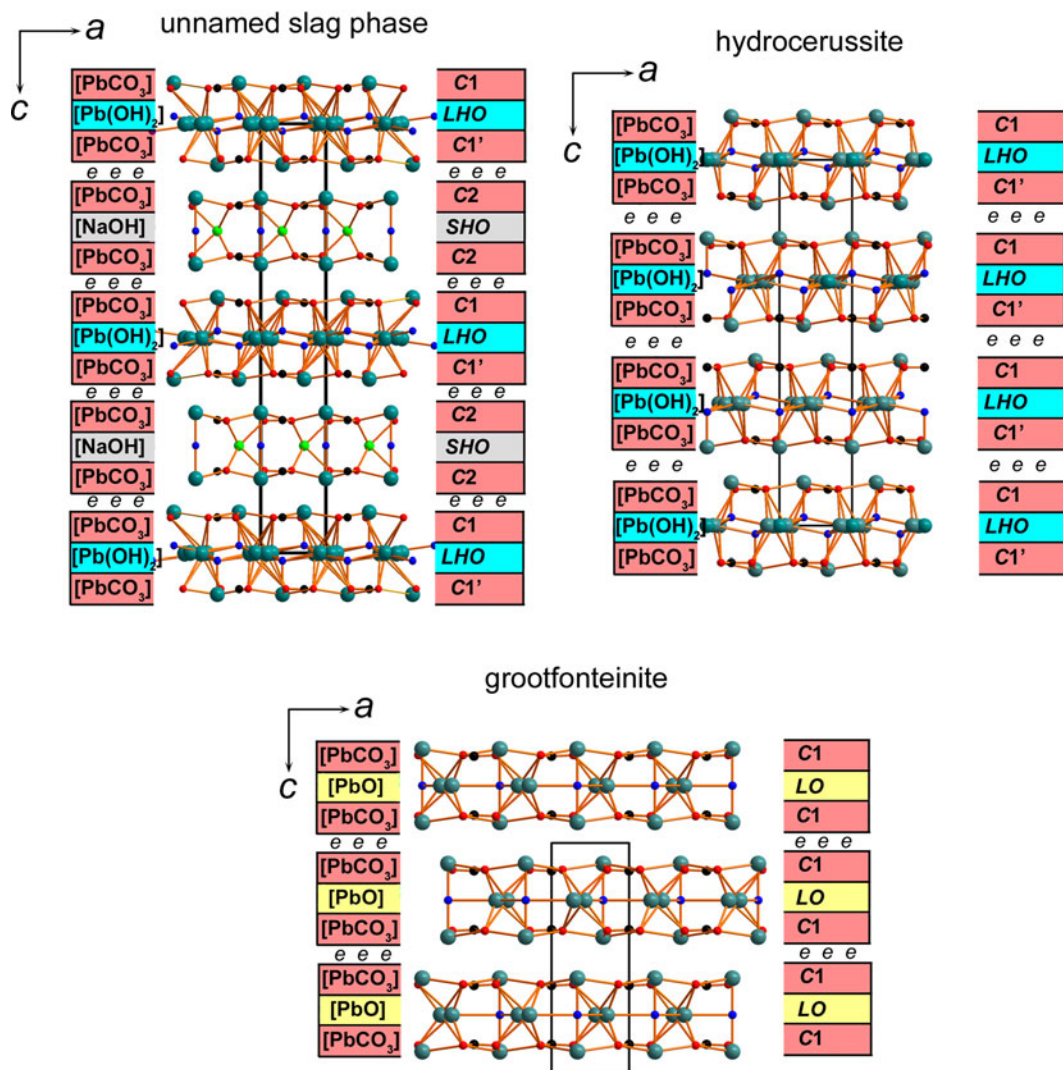 unnamed slag phase
a
c
[PbCO₃] C1
[Pb(OH)₂] LHO
[PbCO₃] C1'
e e e e e e
[PbCO₃] C2
[NaOH] SHO
[PbCO₃] C2
e e e e e e
[PbCO₃] C1
[Pb(OH)₂] LHO
[PbCO₃] C1'
e e e e e e
[PbCO₃] C2
[NaOH] SHO
[PbCO₃] C2
e e e e e e
[PbCO₃] C1
[Pb(OH)₂] LHO
[PbCO₃] C1'
hydrocerussite
a
c
[PbCO₃] C1
[Pb(OH)₂] LHO
[PbCO₃] C1'
e e e e e e
[PbCO₃] C1
[Pb(OH)₂] LHO
[PbCO₃] C1'
e e e e e e
[PbCO₃] C1
[Pb(OH)₂] LHO
[PbCO₃] C1'
e e e e e e
[PbCO₃] C1
[Pb(OH)₂] LHO
[PbCO₃] C1'
grootfonteinite
a
c
[PbCO₃] C1
[PbO] LO
[PbCO₃] C1
e e e e e e
[PbCO₃] C1
[PbO] LO
[PbCO₃] C1
e e e e e e
[PbCO₃] C1
[PbO] LO
[PbCO₃] C1